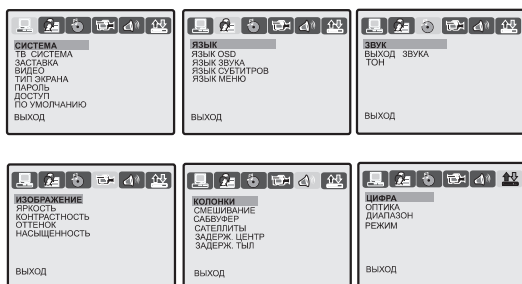 СИСТЕМА
ТВ СИСТЕМА
ЗАСТАВКА
ВИДЕО
ТИП ЭКРАНА
ПАРОЛЬ
ДОСТУП
ПО УМОЛЧАНИЮ
ВЫХОД
ЯЗЫК
ЯЗЫК OSD
ЯЗЫК ЗВУКА
ЯЗЫК СУБТИТРОВ
ЯЗЫК МЕНЮ
ВЫХОД
ЗВУК
ВЫХОД ЗВУКА
ТОН
ВЫХОД
ИЗОБРАЖЕНИЕ
ЯРКОСТЬ
КОНТРАСТНОСТЬ
ОТТЕНОК
НАСЫЩЕННОСТЬ
ВЫХОД
КОЛОНКИ
СМЕШИВАНИЕ
САБВУФЕР
САТЕЛЛИТЫ
ЗАДЕРЖ. ЦЕНТР
ЗАДЕРЖ. ТЫЛ
ВЫХОД
ЦИФРА
ОПТИКА
ДИАПАЗОН
РЕЖИМ
ВЫХОД